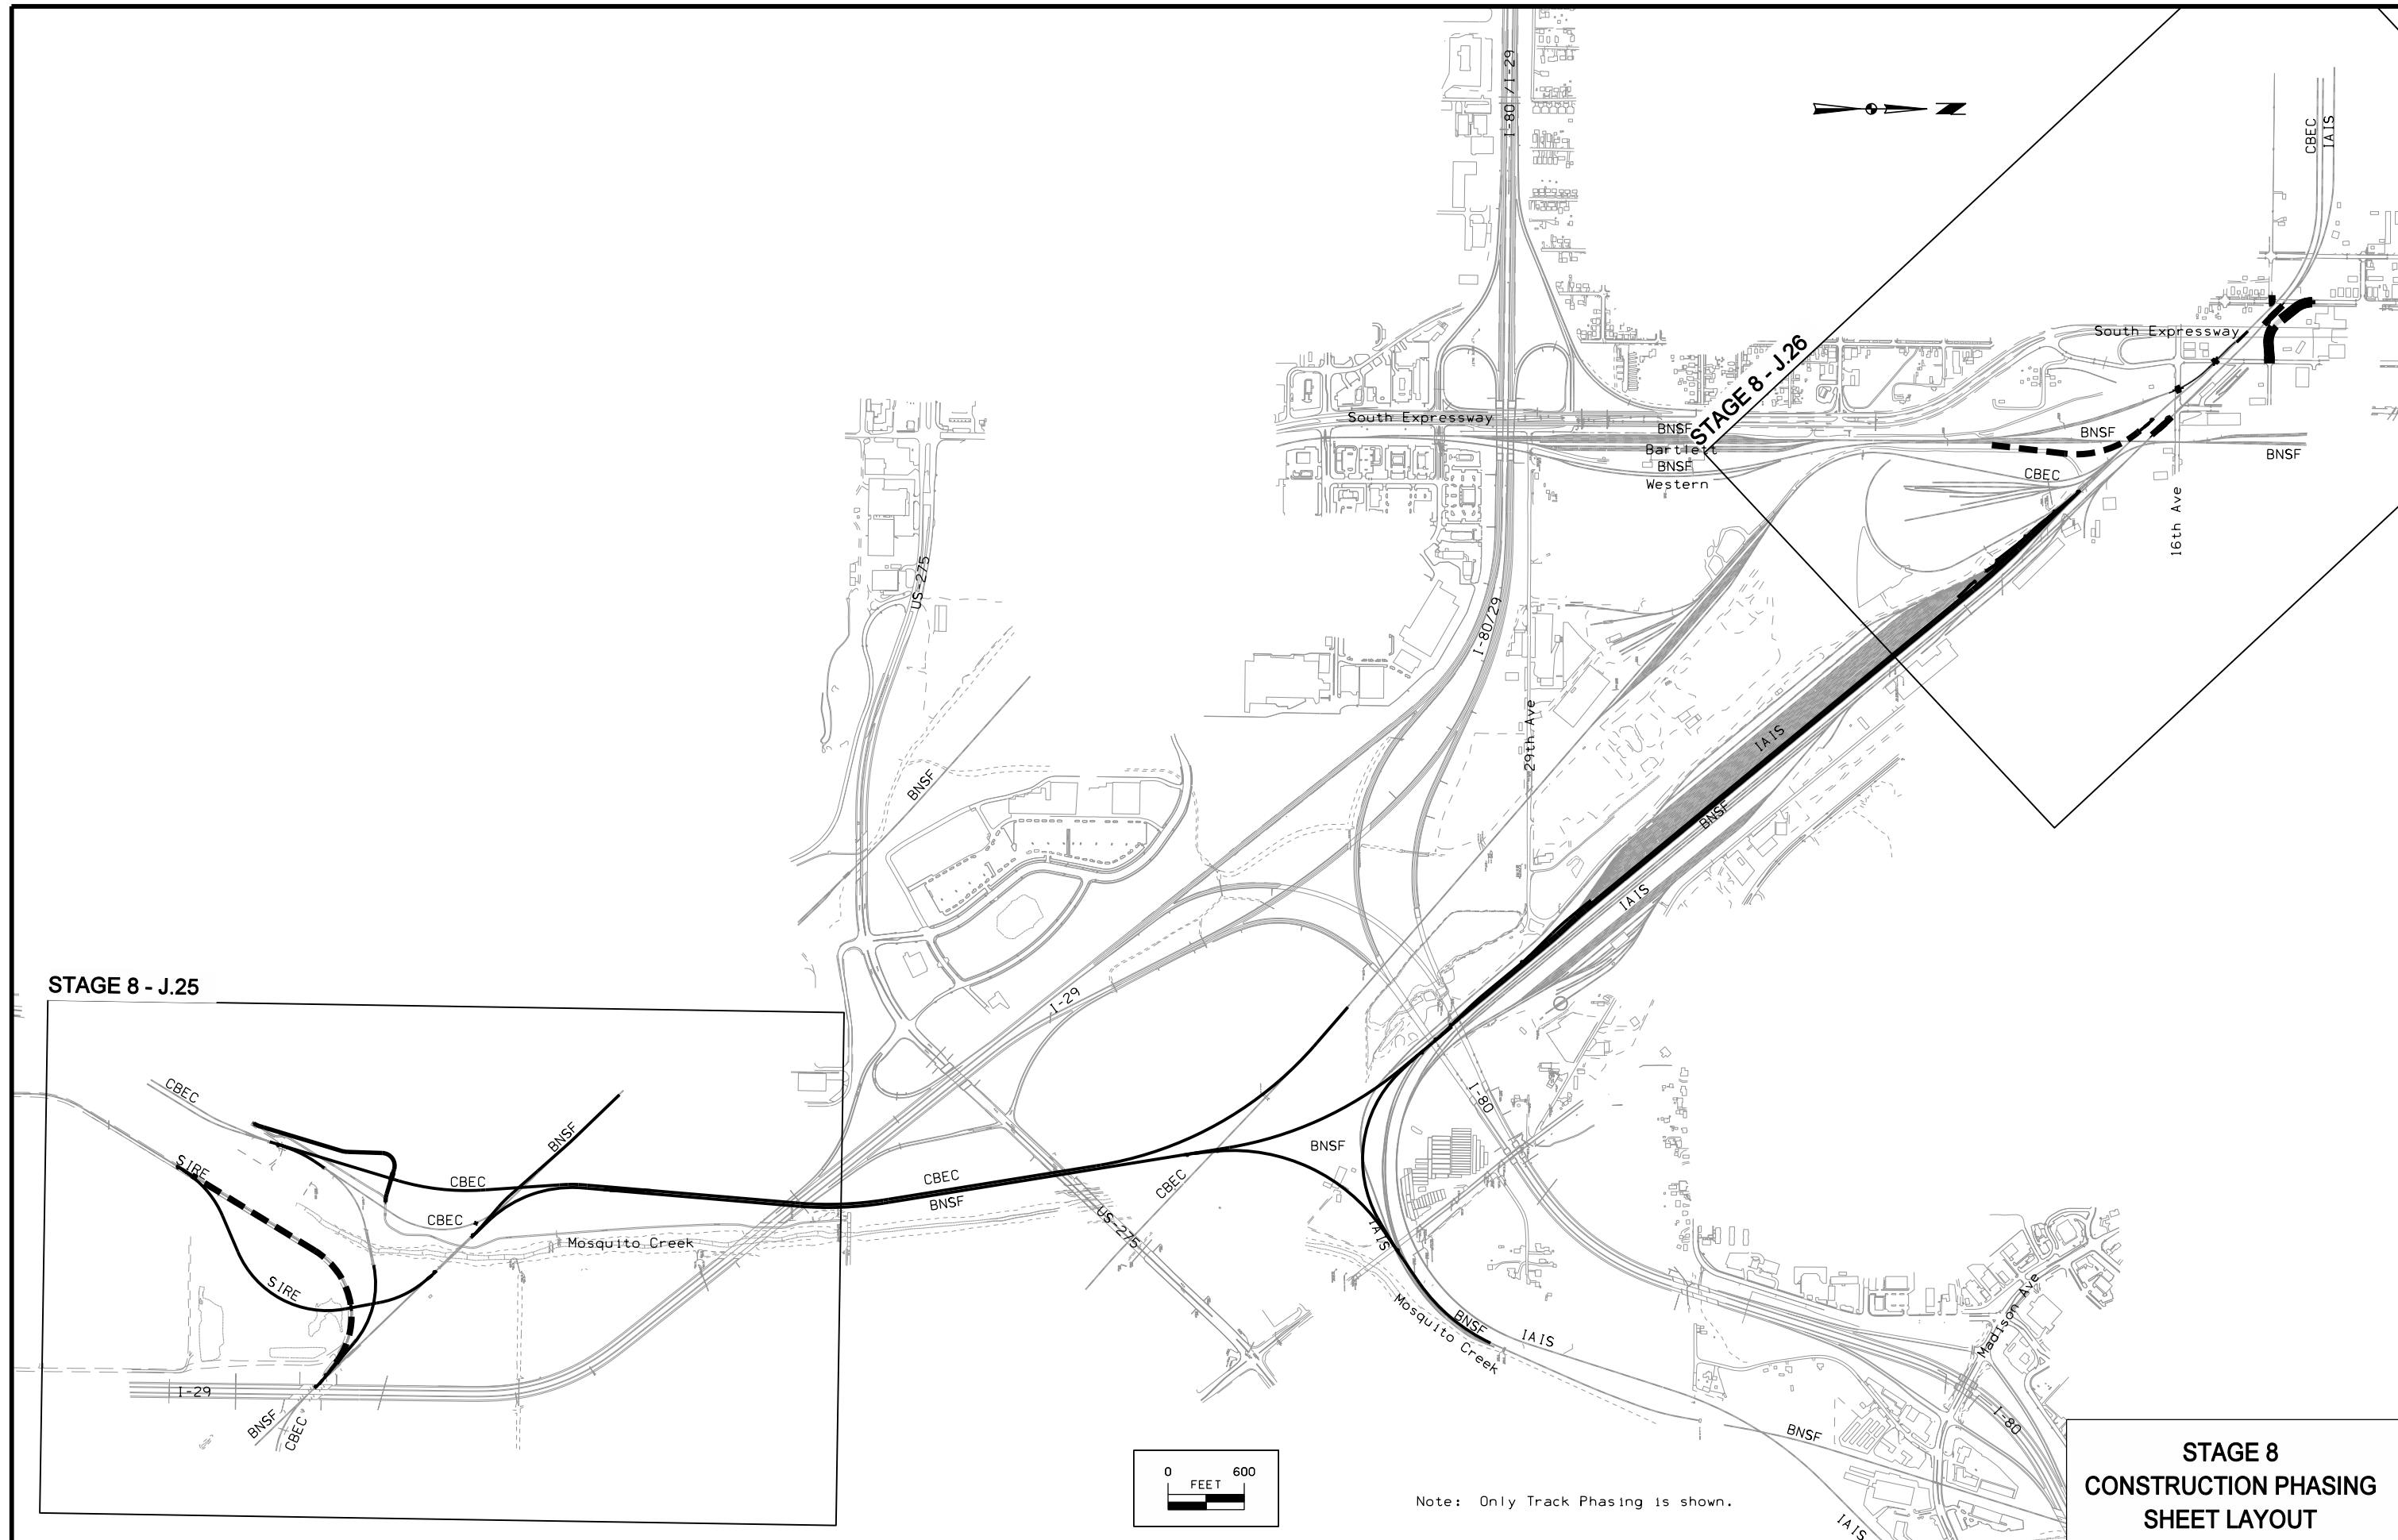 I-80 / I-29
N
CBEC
IAIS
South Expressway
STAGE 8 - J.26
South Expressway
BNSF
Bartlett
BNSF
Western
BNSF
BNSF
CBEC
16th Ave
US-275
I-80/29
29th Ave
IAIS
BNSF
BNSF
IAIS
STAGE 8 - J.25
I-29
CBEC
BNSF
SIRE
CBEC
CBEC
I-80
BNSF
CBEC
BNSF
CBEC
US-275
IAIS
Mosquito Creek
SIRE
Mosquito Creek
BNSF
IAIS
Madison Ave
I-29
BNSF
CBEC
I-80
BNSF
IAIS
0 600
FEET
Note: Only Track Phasing is shown.
STAGE 8
CONSTRUCTION PHASING
SHEET LAYOUT